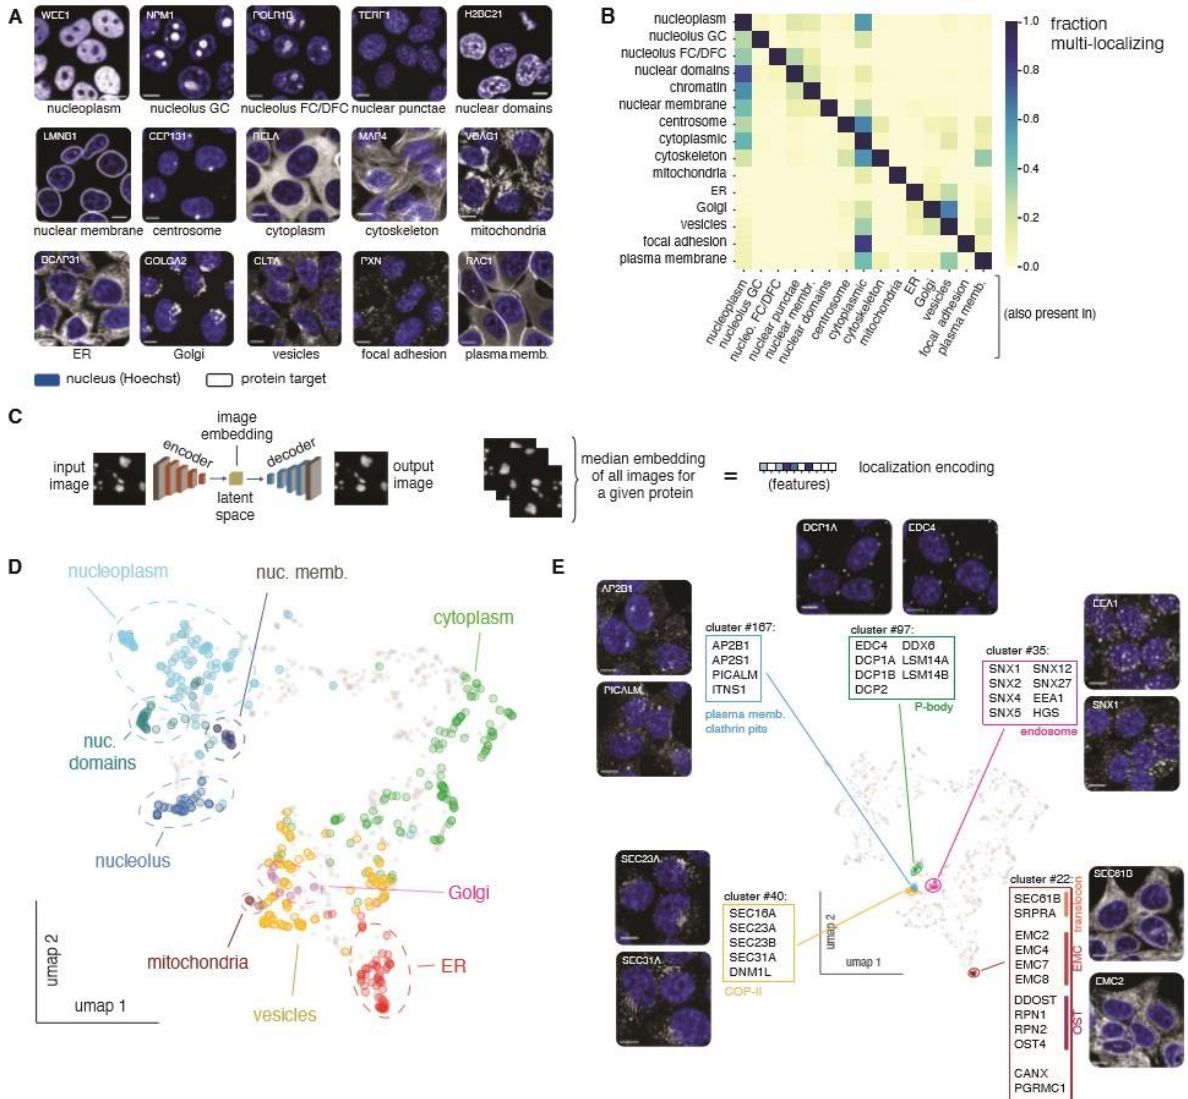 A
WEE1 NPM1 POLR1B TERF1 H2BC21
nucleoplasm nucleolus GC nucleolus FC/DFC nuclear punctae nuclear domains
LMNB1 CEP131 RELA MAP4 VDAC1
nuclear membrane centrosome cytoplasm cytoskeleton mitochondria
BCAP31 GOLGA2 CLTA PXN RAC1
ER Golgi vesicles focal adhesion plasma memb.
nucleus (Hoechst) protein target
B
nucleoplasm
nucleolus GC
nucleolus FC/DFC
nuclear domains
chromatin
nuclear membrane
centrosome
cytoplasmic
cytoskeleton
mitochondria
ER
Golgi
vesicles
focal adhesion
plasma membrane
nucleoplasm
nucleolus GC
nucleo. FC/DFC
nuclear punctae
nuclear membr.
nuclear domains
centrosome
cytoplasmic
cytoskeleton
mitochondria
ER
Golgi
vesicles
focal adhesion
plasma memb.
(also present in)
1.0
0.8
0.6
0.4
0.2
0.0
fraction
multi-localizing
C
input
image
encoder
image
embedding
latent
space
decoder
output
image
median embedding
of all images for
a given protein
=
(features)
localization encoding
D
nucleoplasm
nuc. memb.
cytoplasm
nuc.
domains
nucleolus
Golgi
mitochondria
ER
vesicles
umap 2
umap 1
E
DCP1A EDC4
AP2B1
PICALM
cluster #167:
AP2B1
AP2S1
PICALM
ITNS1
plasma memb.
clathrin pits
cluster #97:
EDC4 DDX6
DCP1A LSM14A
DCP1B LSM14B
DCP2
P-body
cluster #35:
SNX1 SNX12
SNX2 SNX27
SNX4 EEA1
SNX5 HGS
endosome
EEA1
SNX1
SEC23A
SEC31A
cluster #40:
SEC16A
SEC23A
SEC23B
SEC31A
DNM1L
COP-II
umap 2
umap 1
cluster #22:
SEC61B
SRPRA
translocon
EMC2
EMC4
EMC7
EMC8
EMC
DDOST
RPN1
RPN2
OST4
OST
CANX
PGRMC1
SEC61B
EMC2